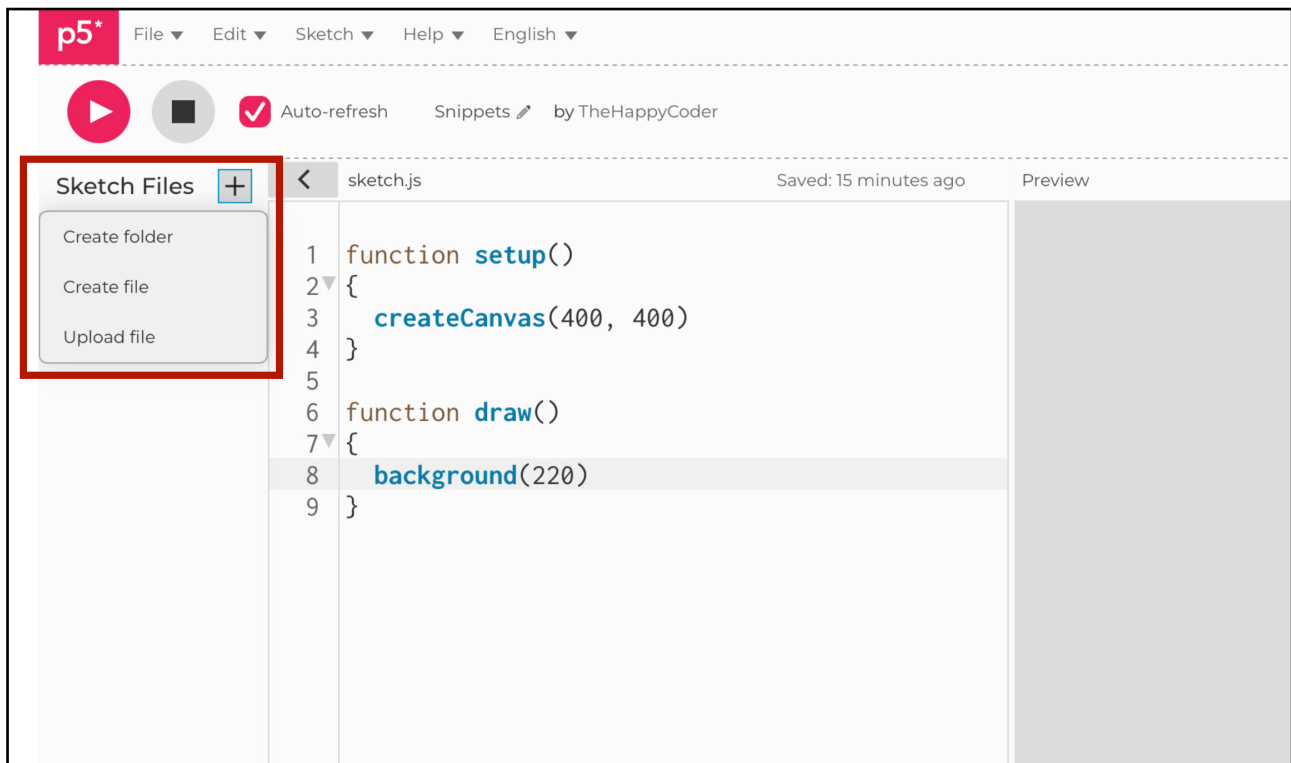 p5* File ▼ Edit ▼ Sketch ▼ Help ▼ English ▼
Auto-refresh Snippets by TheHappyCoder
Sketch Files + < sketch.js Saved: 15 minutes ago Preview
Create folder
Create file
Upload file
1 function setup()
2 {
3   createCanvas(400, 400)
4 }
5
6 function draw()
7 {
8   background(220)
9 }